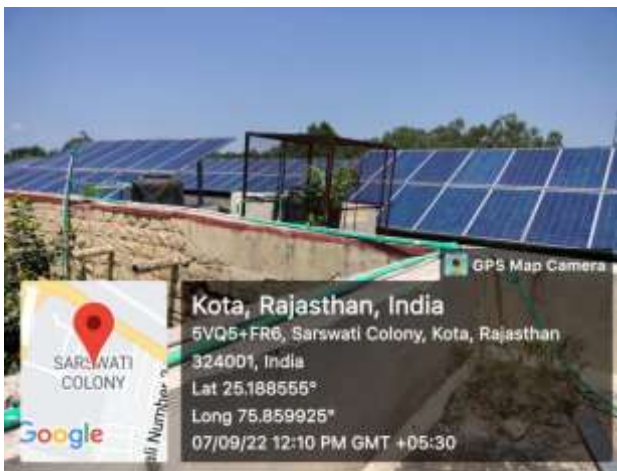 GPS Map Camera
Kota, Rajasthan, India
5VQ5+FR6, Sarswati Colony, Kota, Rajasthan
324001, India
Lat 25.188555°
Long 75.859925°
07/09/22 12:10 PM GMT +05:30
SARSWATI
COLONY
Google
Number